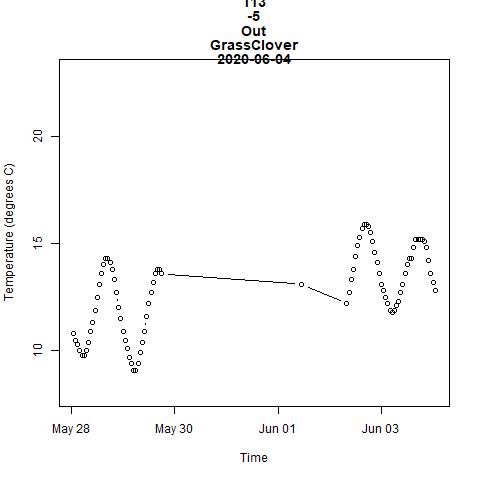 T13
-5
Out
GrassClover
2020-06-04
Temperature (degrees C)
20
15
10
May 28 May 30 Jun 01 Jun 03
Time